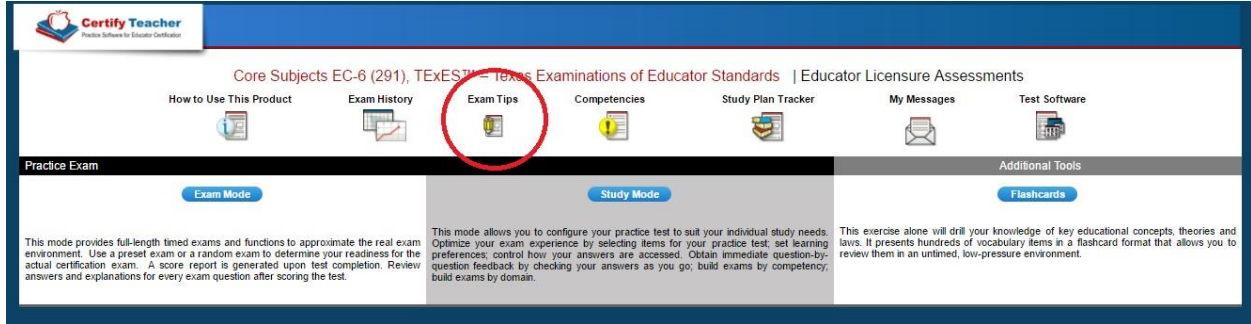 Certify Teacher
Practice Software for Educator Certification
Core Subjects EC-6 (291), TExES™ – Texas Examinations of Educator Standards | Educator Licensure Assessments
How to Use This Product Exam History Exam Tips Competencies Study Plan Tracker My Messages Test Software
Practice Exam Additional Tools
Exam Mode Study Mode Flashcards
This mode provides full-length timed exams and functions to approximate the real exam
environment. Use a preset exam or a random exam to determine your readiness for the
actual certification exam. A score report is generated upon test completion. Review
answers and explanations for every exam question after scoring the test.
This mode allows you to configure your practice test to suit your individual study needs.
Optimize your exam experience by selecting items for your practice test; set learning
preferences; control how your answers are accessed. Obtain immediate question-by-
question feedback by checking your answers as you go; build exams by competency;
build exams by domain.
This exercise alone will drill your knowledge of key educational concepts, theories and
laws. It presents hundreds of vocabulary items in a flashcard format that allows you to
review them in an untimed, low-pressure environment.